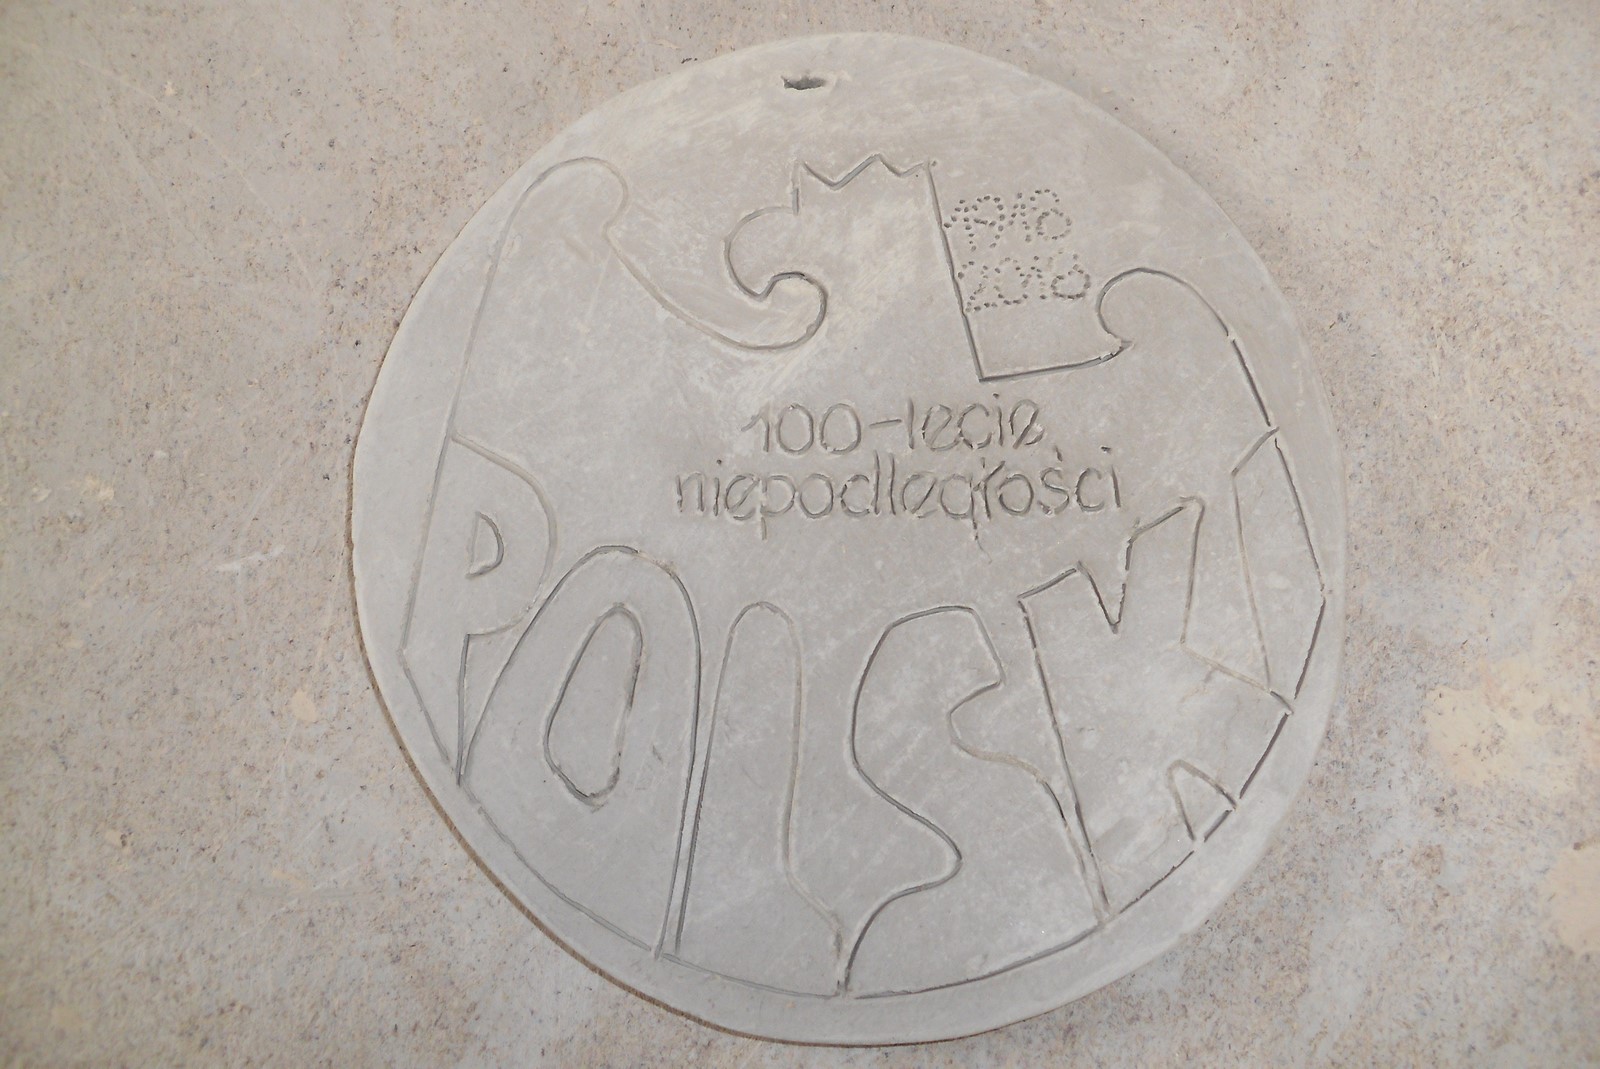 1918
2018
100-lecie
niepodległości
POLSKI